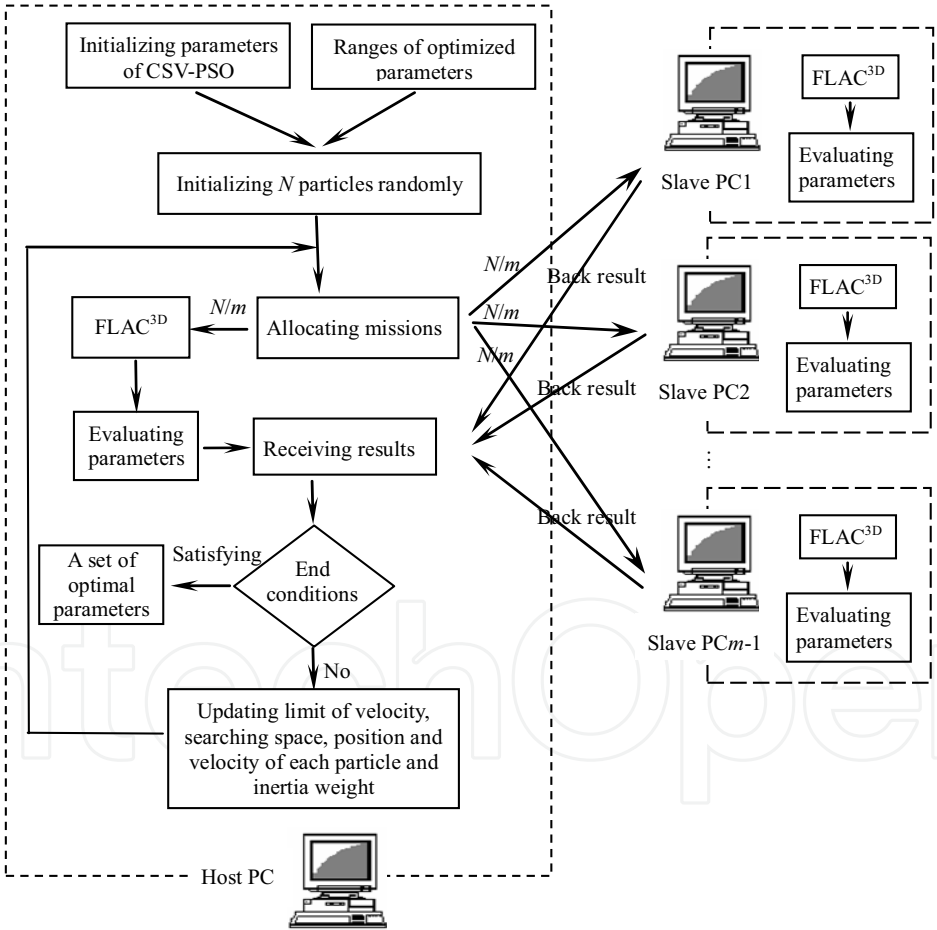 Initializing parameters
of CSV-PSO
Ranges of optimized
parameters
Initializing N particles randomly
N/m
FLAC3D
Allocating missions
Evaluating
parameters
Receiving results
Satisfying
A set of
optimal
parameters
End
conditions
No
Updating limit of velocity,
searching space, position and
velocity of each particle and
inertia weight
Host PC
N/m
Back result
N/m
N/m
Back result
Back result
Slave PC1
FLAC3D
Evaluating
parameters
Slave PC2
FLAC3D
Evaluating
parameters
⋮
Slave PCm-1
FLAC3D
Evaluating
parameters
ntechOpe